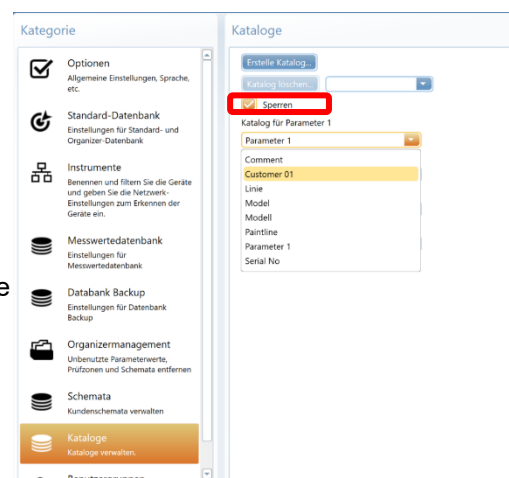 Kategorie
Optionen
Allgemeine Einstellungen, Sprache,
etc.
Standard-Datenbank
Einstellungen für Standard- und
Organizer-Datenbank
Instrumente
Benennen und filtern Sie die Geräte
und geben Sie die Netzwerk-
Einstellungen zum Erkennen der
Geräte ein.
Messwertedatenbank
Einstellungen für
Messwertedatenbank
e
Databank Backup
Einstellungen für Datenbank
Backup
Organizermanagement
Unbenutzte Parameterwerte,
Prüfzonen und Schemata entfernen
Schemata
Kundenschemata verwalten
Kataloge
Kataloge verwalten.
Kataloge
Erstelle Katalog...
Katalog löschen...
Sperren
Katalog für Parameter 1
Parameter 1
Comment
Customer 01
Linie
Model
Modell
Paintline
Parameter 1
Serial No